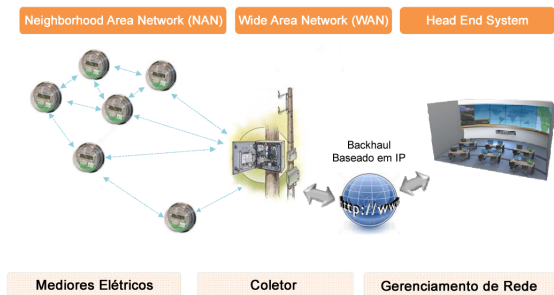 Neighborhood Area Network (NAN)
Wide Area Network (WAN)
Head End System
Backhaul
Baseado em IP
http://www
Mediores Elétricos
Coletor
Gerenciamento de Rede